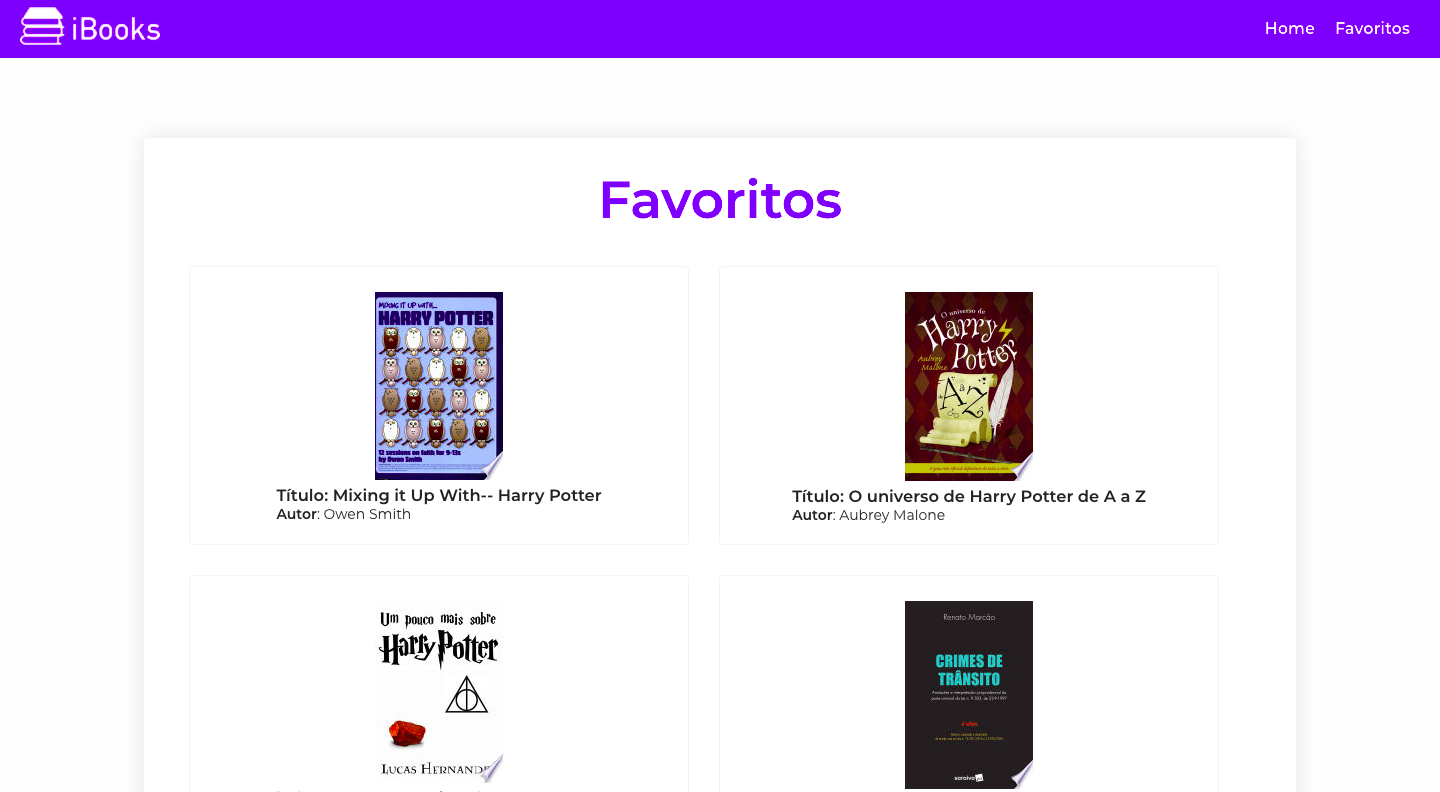 iBooks
Home
Favoritos
Favoritos
MIXING IT UP WITH...
HARRY POTTER
12 sessions on faith for 9-13s
by Owen Smith
Título: Mixing it Up With-- Harry Potter
Autor: Owen Smith
O universo de
Harry Potter
Aubrey
Malone
de A a Z
Título: O universo de Harry Potter de A a Z
Autor: Aubrey Malone
Um pouco mais sobre
Harry Potter
Lucas
Renato Marcão
CRIMES DE
TRÂNSITO
saraiva